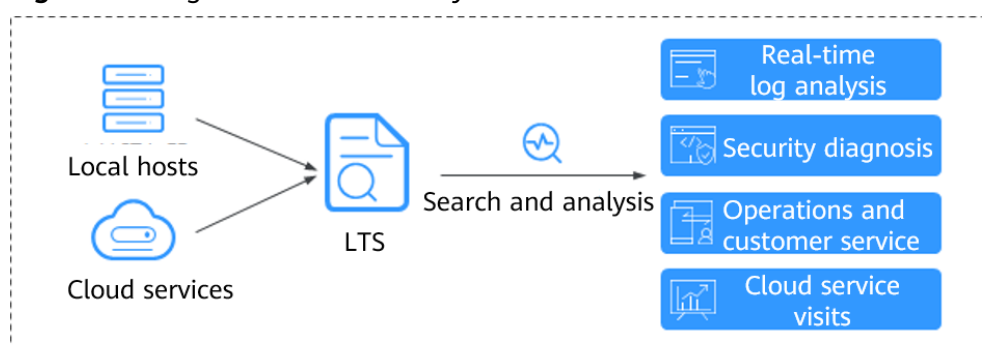 Local hosts
Cloud services
LTS
Search and analysis
Real-time
log analysis
Security diagnosis
Operations and
customer service
Cloud service
visits